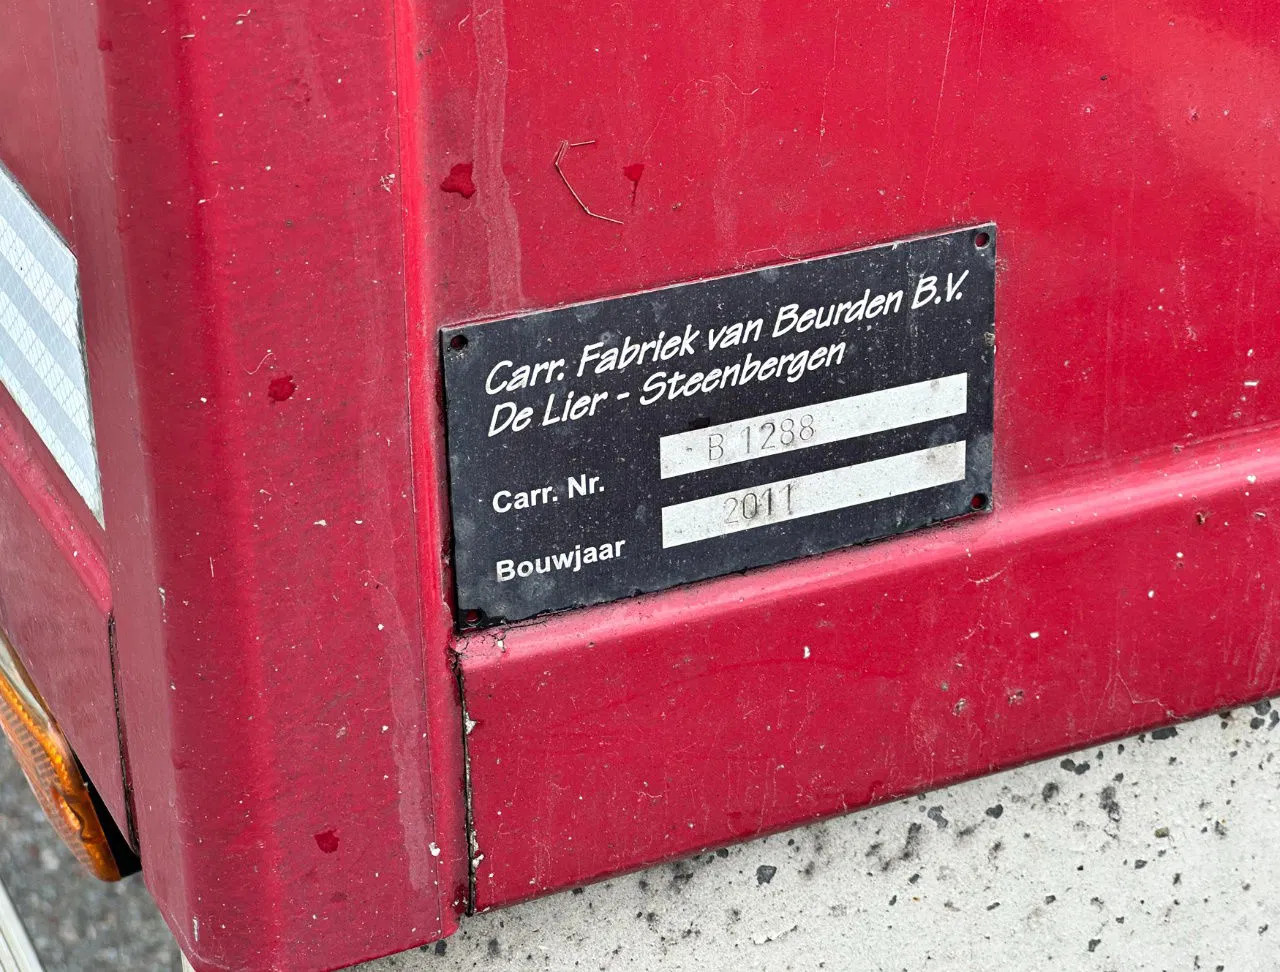 Carr. Fabriek van Beurden B.V.
De Lier - Steenbergen
Carr. Nr. B 1288
Bouwjaar 2011